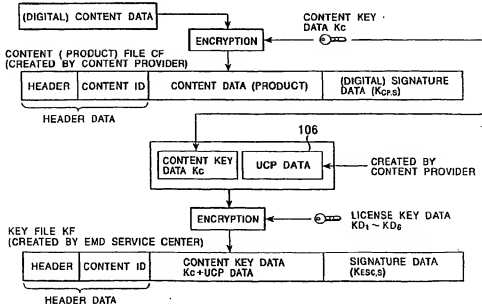 (DIGITAL) CONTENT DATA
CONTENT KEY
DATA Kc
ENCRYPTION
CONTENT ( PRODUCT ) FILE CF
(CREATED BY CONTENT PROVIDER)
HEADER
CONTENT ID
CONTENT DATA (PRODUCT)
(DIGITAL) SIGNATURE
DATA (KCP,S)
HEADER DATA
106
CONTENT KEY
DATA Kc
UCP DATA
CREATED BY
CONTENT PROVIDER
ENCRYPTION
LICENSE KEY DATA
KD1 ~ KD6
KEY FILE KF
(CREATED BY EMD SERVICE CENTER)
HEADER
CONTENT ID
CONTENT KEY DATA
Kc+UCP DATA
SIGNATURE DATA
(KESC,S)
HEADER DATA